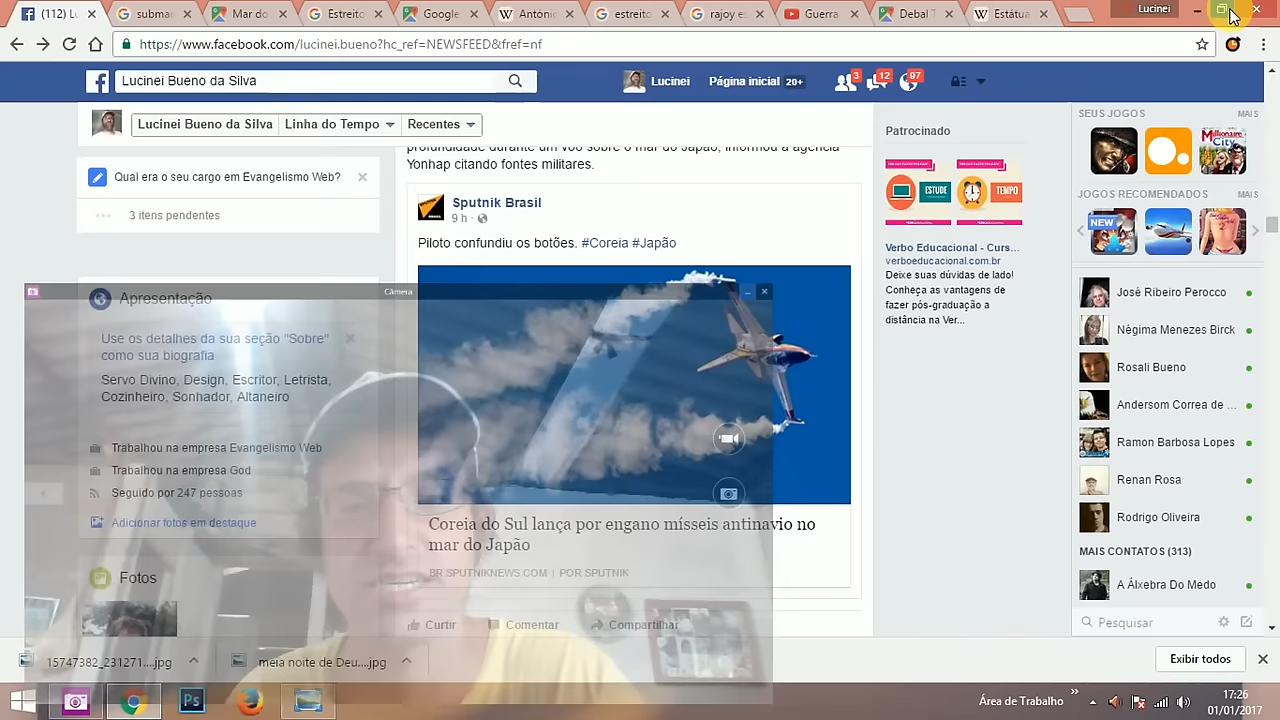 (112) Lu
submar
Mar do
Estreito
Google
Antónic
estreito
rajoy es
Guerra
Debal T
Estátua
Lucinei
https://www.facebook.com/lucinei.bueno?hc_ref=NEWSFEED&fref=nf
Lucinei Bueno da Silva
Lucinei
Página inicial 20+
3
12
97
Lucinei Bueno da Silva
Linha do Tempo
Recentes
Qual era o seu cargo em Evangelismo Web?
3 itens pendentes
Apresentação
Use os detalhes da sua seção "Sobre"
como sua biografia
Servo Divino, Design, Escritor, Letrista,
Cozinheiro, Sonhador, Altaneiro
Trabalhou na empresa Evangelismo Web
Trabalhou na empresa God
Seguido por 247 pessoas
Adicionar fotos em destaque
Fotos
profundidade durante um voo sobre o mar do Japão, informou a agência
Yonhap citando fontes militares.
Sputnik Brasil
9 h
Piloto confundiu os botões. #Coreia #Japão
Câmera
Coreia do Sul lança por engano mísseis antinavio no
mar do Japão
BR.SPUTNIKNEWS.COM | POR SPUTNIK
Curtir
Comentar
Compartilhar
Patrocinado
ESTUDE
TEMPO
Verbo Educacional - Curs...
verboeducacional.com.br
Deixe suas dúvidas de lado!
Conheça as vantagens de
fazer pós-graduação a
distância na Ver...
SEUS JOGOS
MAIS
Millionaire
City
JOGOS RECOMENDADOS
MAIS
NEW
José Ribeiro Perocco
Nêgima Menezes Birck
Rosali Bueno
Andersom Correa de ...
Ramon Barbosa Lopes
Renan Rosa
Rodrigo Oliveira
MAIS CONTATOS (313)
A Álxebra Do Medo
Pesquisar
15747382_231271....jpg
meia noite de Deu....jpg
Exibir todos
Ps
Área de Trabalho
17:26
01/01/2017